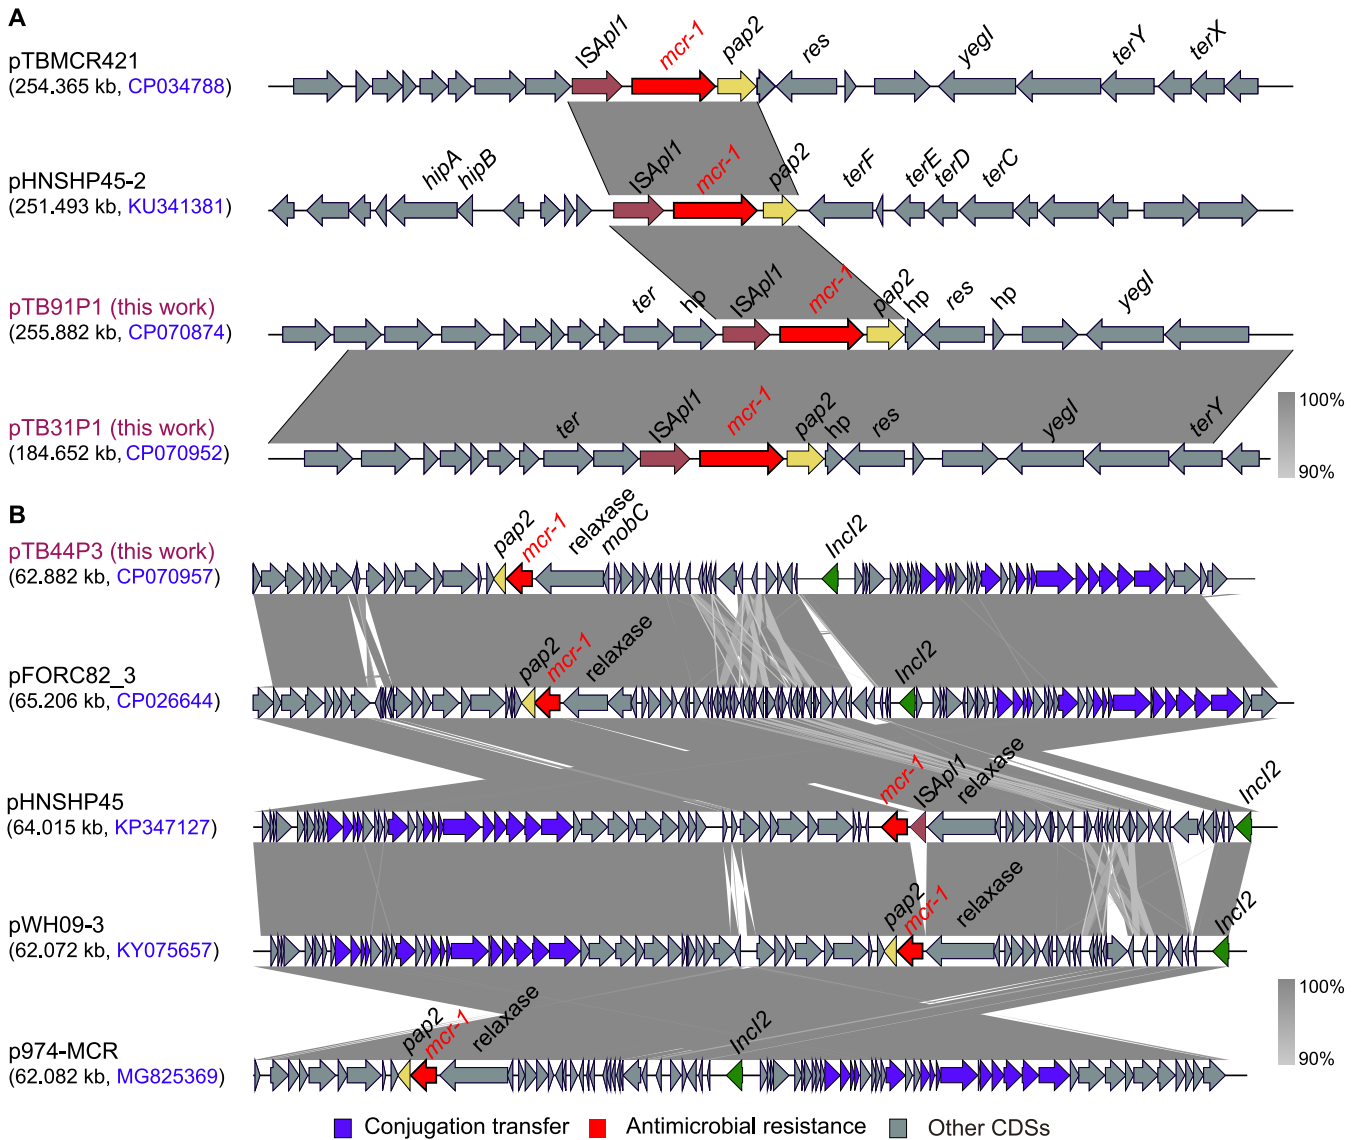 A
pTBMCR421
(254.365 kb, CP034788)
ISApl1 mcr-1 pap2 res yegI terY terX
pHNSHP45-2
(251.493 kb, KU341381)
hipA hipB ISApl1 mcr-1 pap2 terF terE terD terC
pTB91P1 (this work)
(255.882 kb, CP070874)
ter hp ISApl1 mcr-1 pap2 hp res hp yegI
pTB31P1 (this work)
(184.652 kb, CP070952)
ter ISApl1 mcr-1 pap2 hp res yegI terY
100%
90%
B
pTB44P3 (this work)
(62.882 kb, CP070957)
pap2 mcr-1 relaxase mobC IncI2
pFORC82_3
(65.206 kb, CP026644)
pap2 mcr-1 relaxase IncI2
pHNSHP45
(64.015 kb, KP347127)
mcr-1 ISApl1 relaxase IncI2
pWH09-3
(62.072 kb, KY075657)
pap2 mcr-1 relaxase IncI2
p974-MCR
(62.082 kb, MG825369)
pap2 mcr-1 relaxase IncI2
100%
90%
Conjugation transfer Antimicrobial resistance Other CDSs